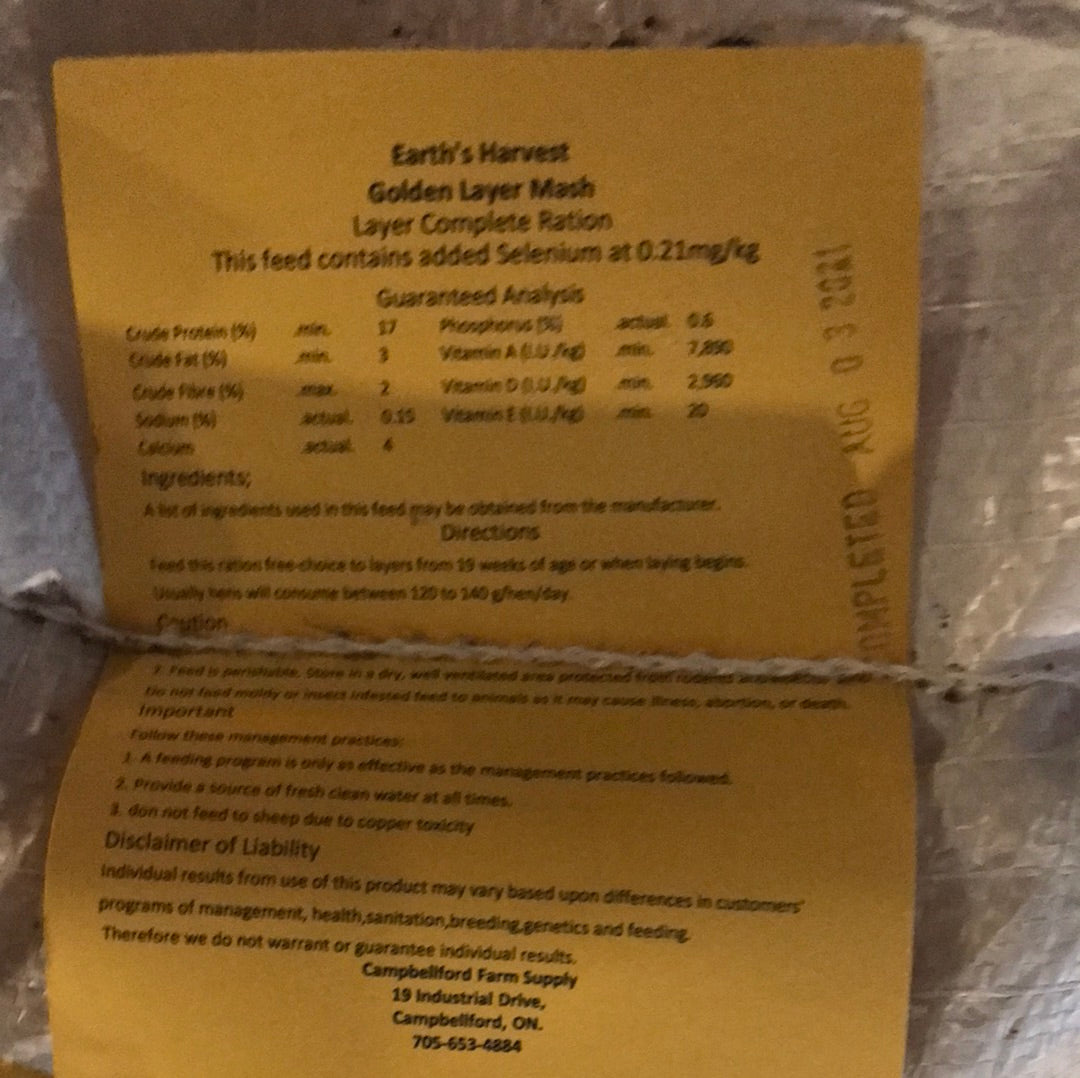 Earth's Harvest
Golden Layer Mash
Layer Complete Ration
This feed contains added Selenium at 0.21mg/kg
Guaranteed Analysis
Crude Protein (%) min. 17 Phosphorus (%) actual. 0.6
Crude Fat (%) min. 3 Vitamin A (I.U./kg) min. 7,890
Crude Fibre (%) max. 2 Vitamin D (I.U./kg) min. 2,960
Sodium (%) actual. 0.19 Vitamin E (I.U./kg) min. 20
Calcium actual. 4
Ingredients;
A list of ingredients used in this feed may be obtained from the manufacturer.
Directions
Feed this ration free-choice to layers from 19 weeks of age or when laying begins.
Usually hens will consume between 120 to 140 g/hen/day.
Caution
Feed is perishable. Store in a dry, well ventilated area protected from rodents
Do not feed moldy or insect infested feed to animals as it may cause illness, abortion, or death.
Important
Follow these management practices:
1. A feeding program is only as effective as the management practices followed.
2. Provide a source of fresh clean water at all times.
3. don not feed to sheep due to copper toxicity
Disclaimer of Liability
Individual results from use of this product may vary based upon differences in customers'
programs of management, health,sanitation,breeding,genetics and feeding.
Therefore we do not warrant or guarantee individual results.
Campbellford Farm Supply
19 Industrial Drive,
Campbellford, ON.
705-653-4884
COMPLETED AUG 03 2021